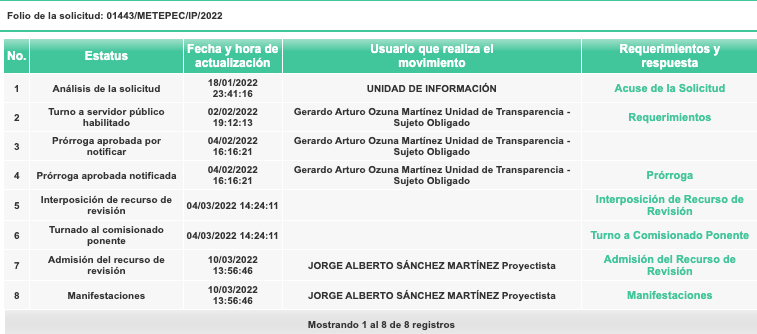 Folio de la solicitud: 01443/METEPEC/IP/2022
No. Estatus Fecha y hora de actualización Usuario que realiza el movimiento Requerimientos y respuesta
1 Análisis de la solicitud 18/01/2022 23:41:16 UNIDAD DE INFORMACIÓN Acuse de la Solicitud
2 Turno a servidor público habilitado 02/02/2022 19:12:13 Gerardo Arturo Ozuna Martínez Unidad de Transparencia - Sujeto Obligado Requerimientos
3 Prórroga aprobada por notificar 04/02/2022 16:16:21 Gerardo Arturo Ozuna Martínez Unidad de Transparencia - Sujeto Obligado
4 Prórroga aprobada notificada 04/02/2022 16:16:21 Gerardo Arturo Ozuna Martínez Unidad de Transparencia - Sujeto Obligado Prórroga
5 Interposición de recurso de revisión 04/03/2022 14:24:11 Interposición de Recurso de Revisión
6 Turnado al comisionado ponente 04/03/2022 14:24:11 Turno a Comisionado Ponente
7 Admisión del recurso de revisión 10/03/2022 13:56:46 JORGE ALBERTO SÁNCHEZ MARTÍNEZ Proyectista Admisión del Recurso de Revisión
8 Manifestaciones 10/03/2022 13:56:46 JORGE ALBERTO SÁNCHEZ MARTÍNEZ Proyectista Manifestaciones
Mostrando 1 al 8 de 8 registros